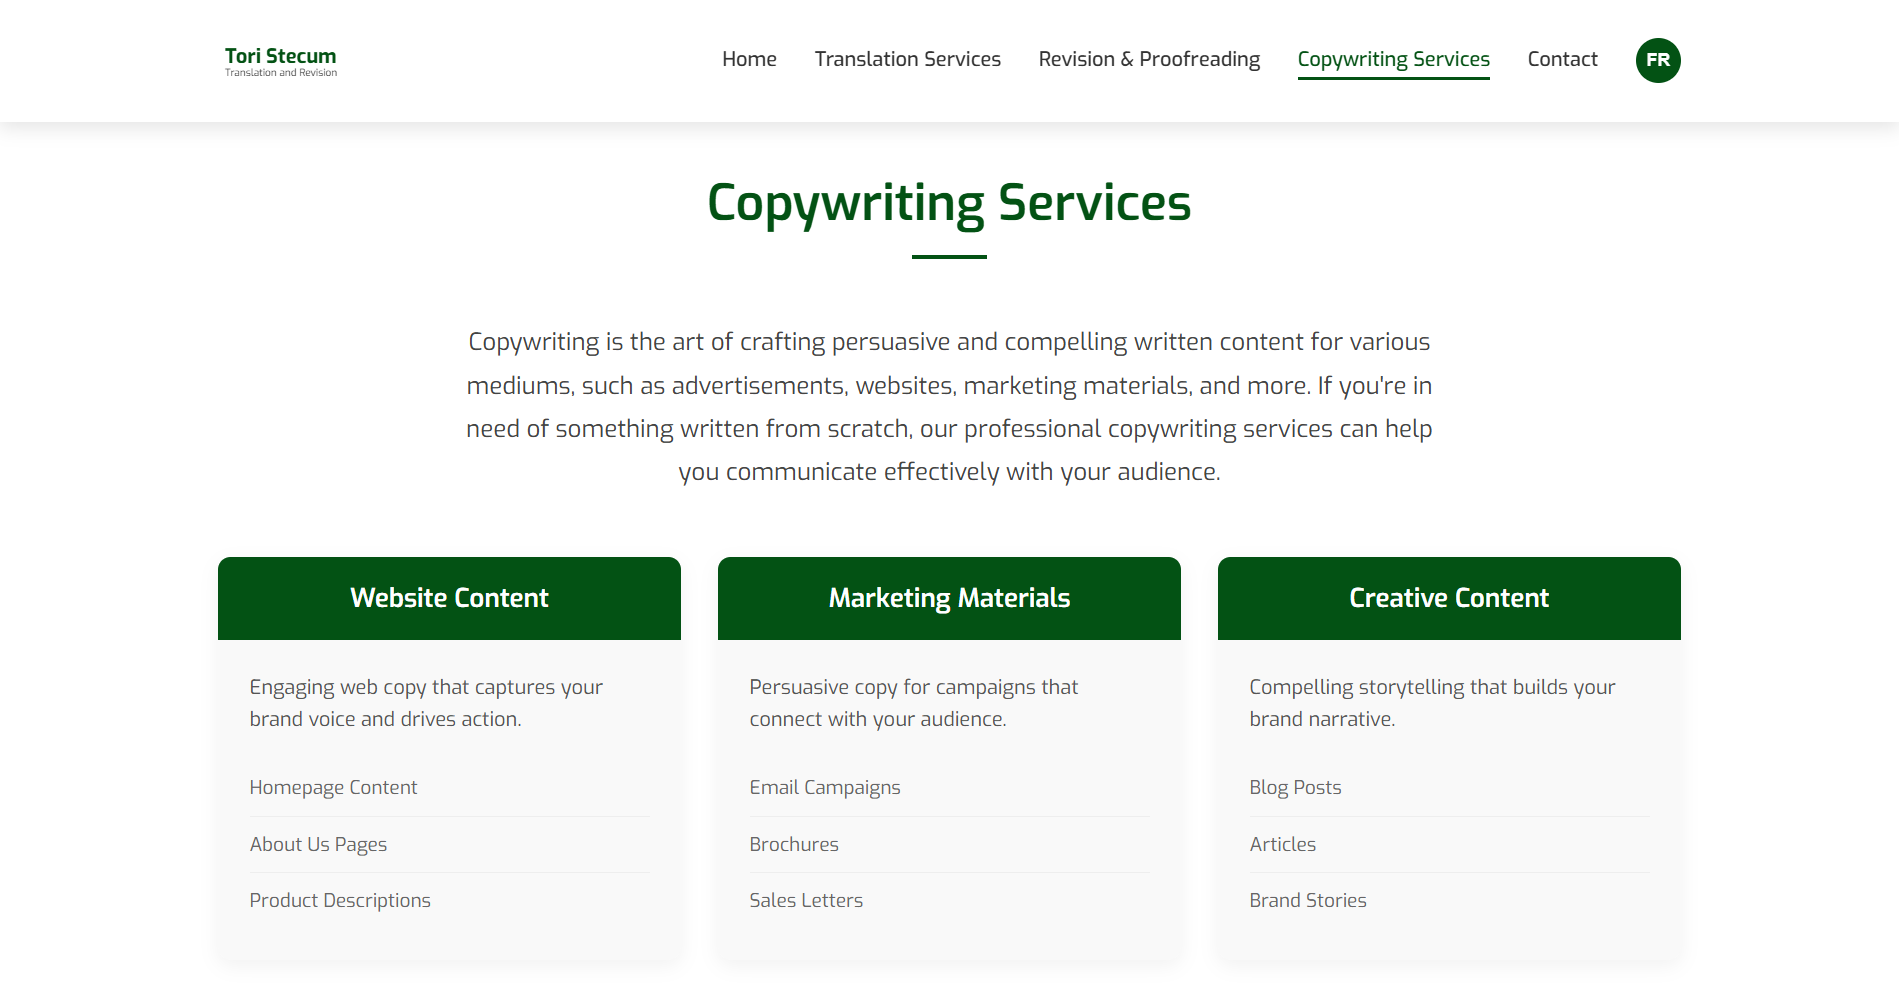 Tori Stecum
Translation and Revision
Home
Translation Services
Revision & Proofreading
Copywriting Services
Contact
FR
Copywriting Services
Copywriting is the art of crafting persuasive and compelling written content for various
mediums, such as advertisements, websites, marketing materials, and more. If you're in
need of something written from scratch, our professional copywriting services can help
you communicate effectively with your audience.
Website Content
Engaging web copy that captures your
brand voice and drives action.
Homepage Content
About Us Pages
Product Descriptions
Marketing Materials
Persuasive copy for campaigns that
connect with your audience.
Email Campaigns
Brochures
Sales Letters
Creative Content
Compelling storytelling that builds your
brand narrative.
Blog Posts
Articles
Brand Stories